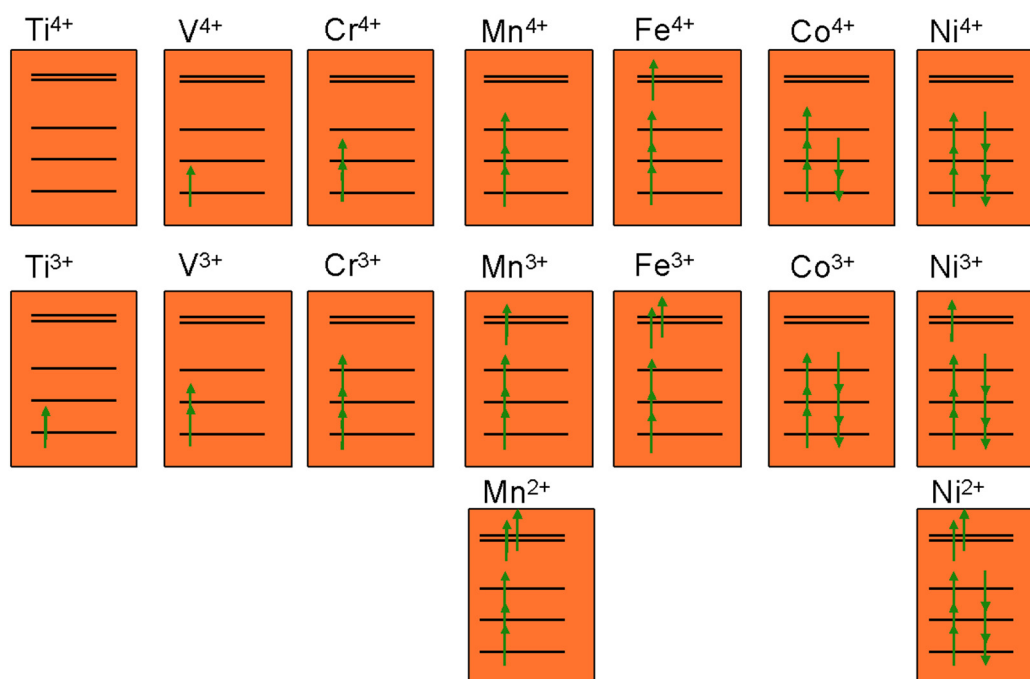 Ti⁴⁺ V⁴⁺ Cr⁴⁺ Mn⁴⁺ Fe⁴⁺ Co⁴⁺ Ni⁴⁺
Ti³⁺ V³⁺ Cr³⁺ Mn³⁺ Fe³⁺ Co³⁺ Ni³⁺
Mn²⁺ Ni²⁺